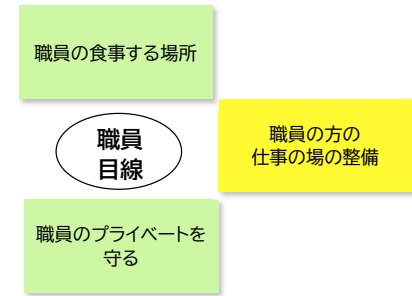 職員の食事する場所
職員
目線
職員の方の
仕事の場の整備
職員のプライベートを
守る